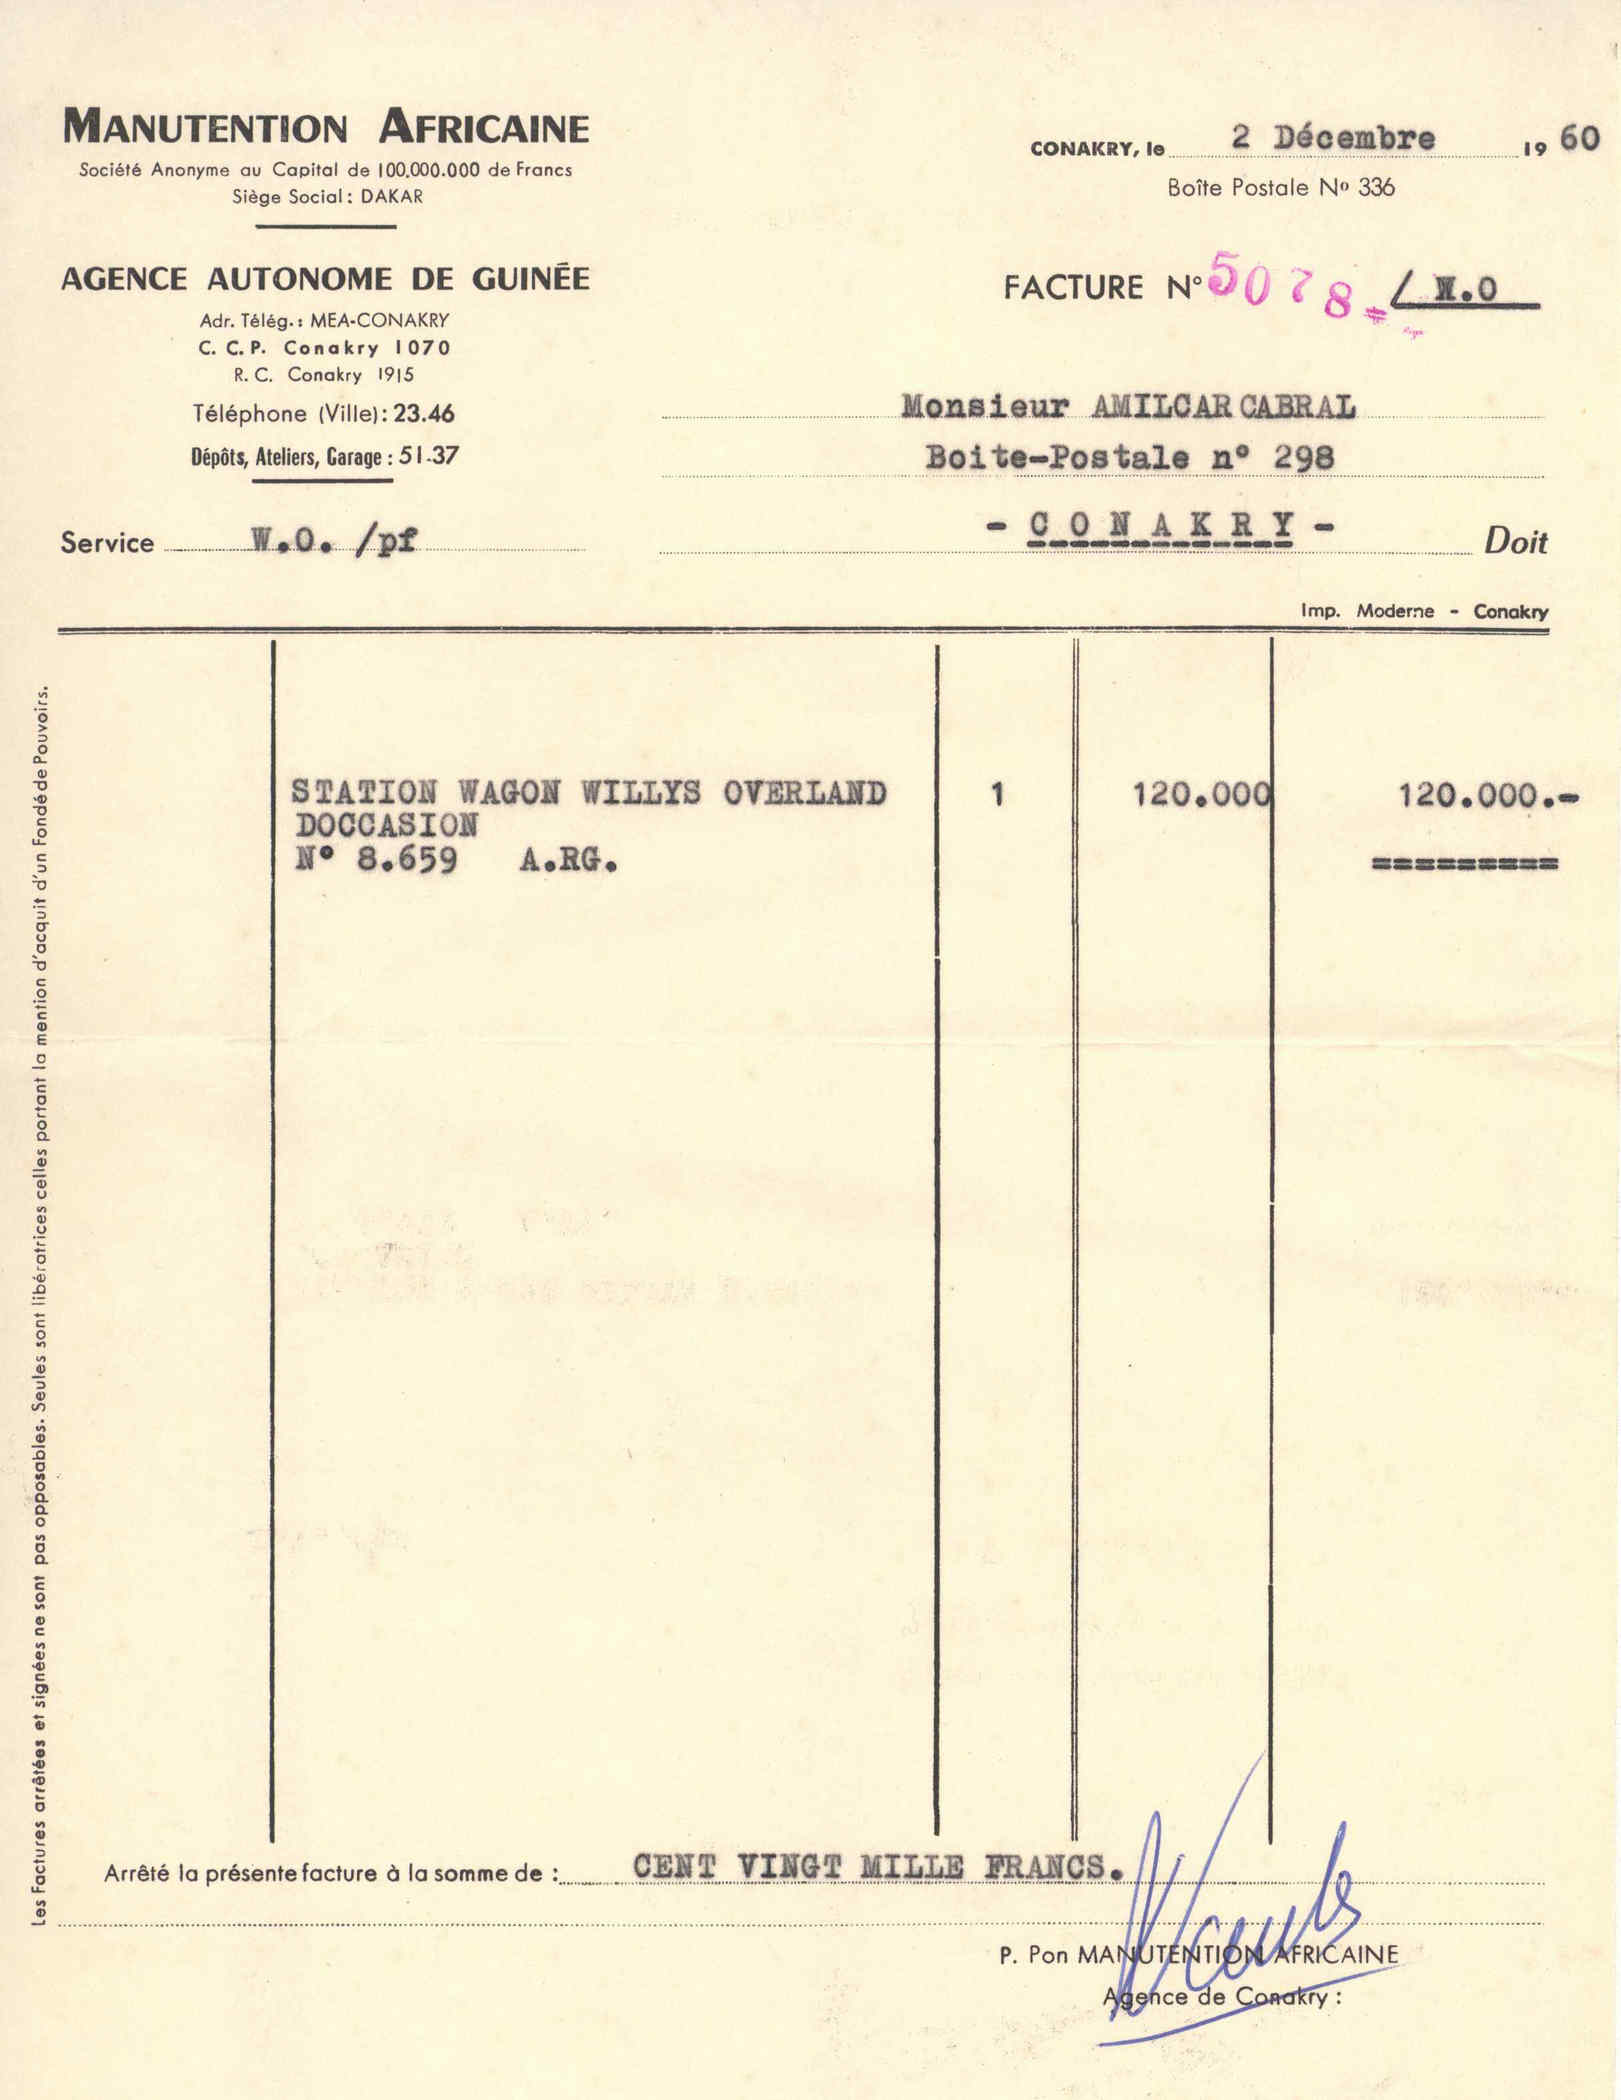 MANUTENTION AFRICAINE
Société Anonyme au Capital de 100.000.000 de Francs
Siège Social : DAKAR
AGENCE AUTONOME DE GUINÉE
Adr. Télég. : MEA-CONAKRY
C. C. P. Conakry 1070
R. C. Conakry 1915
Téléphone (Ville) : 23.46
Dépôts, Ateliers, Garage : 51-37
Service W.O. /pf
CONAKRY, le 2 Décembre 1960
Boîte Postale No 336
FACTURE N° 5078 / W.O
Monsieur AMILCAR CABRAL
Boite-Postale n° 298
- C O N A K R Y - Doit
Imp. Moderne - Conakry
STATION WAGON WILLYS OVERLAND 1 120.000 120.000.-
DOCCASION
N° 8.659 A.RG. =========
Les Factures arrêtées et signées ne sont pas opposables. Seules sont libératrices celles portant la mention d'acquit d'un Fondé de Pouvoirs.
Arrêté la présente facture à la somme de : CENT VINGT MILLE FRANCS.
P. Pon MANUTENTION AFRICAINE
Agence de Conakry :